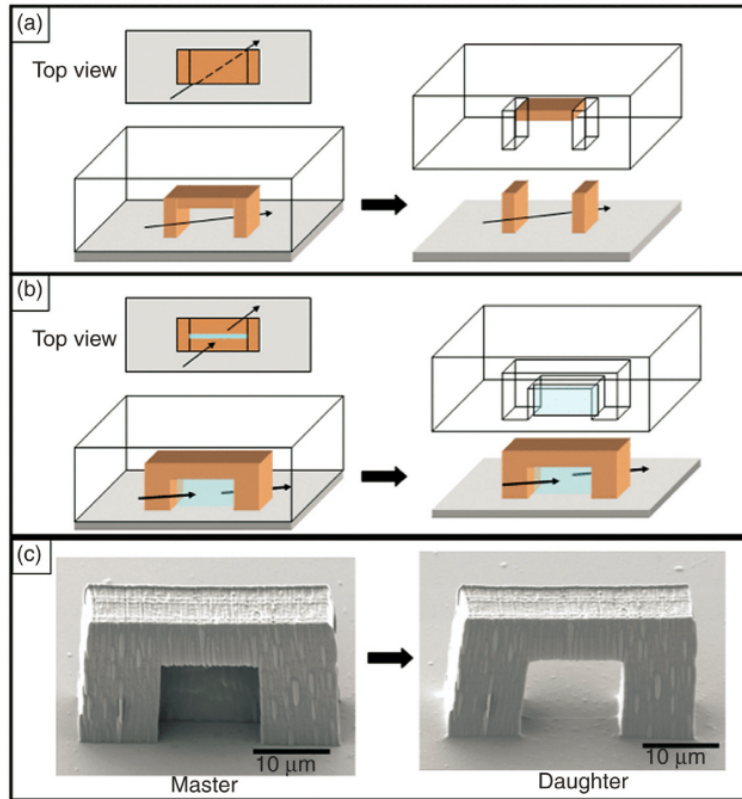 (a)
Top view
(b)
Top view
(c)
10 μm
Master
10 μm
Daughter